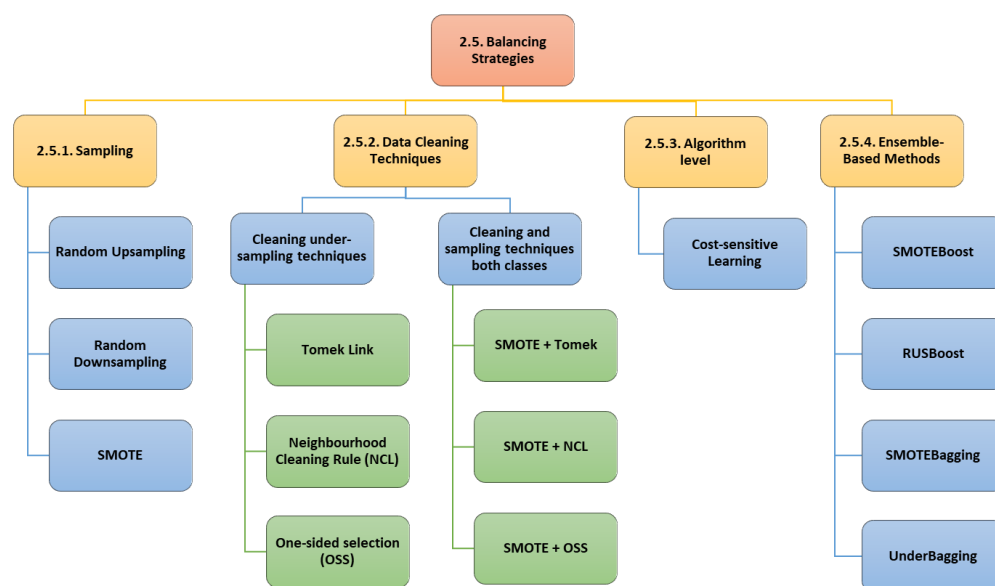 2.5. Balancing
Strategies
2.5.1. Sampling
2.5.2. Data Cleaning
Techniques
2.5.3. Algorithm
level
2.5.4. Ensemble-
Based Methods
Random Upsampling
Random
Downsampling
SMOTE
Cleaning under-
sampling techniques
Tomek Link
Neighbourhood
Cleaning Rule (NCL)
One-sided selection
(OSS)
Cleaning and
sampling techniques
both classes
SMOTE + Tomek
SMOTE + NCL
SMOTE + OSS
Cost-sensitive
Learning
SMOTEBoost
RUSBoost
SMOTEBagging
UnderBagging